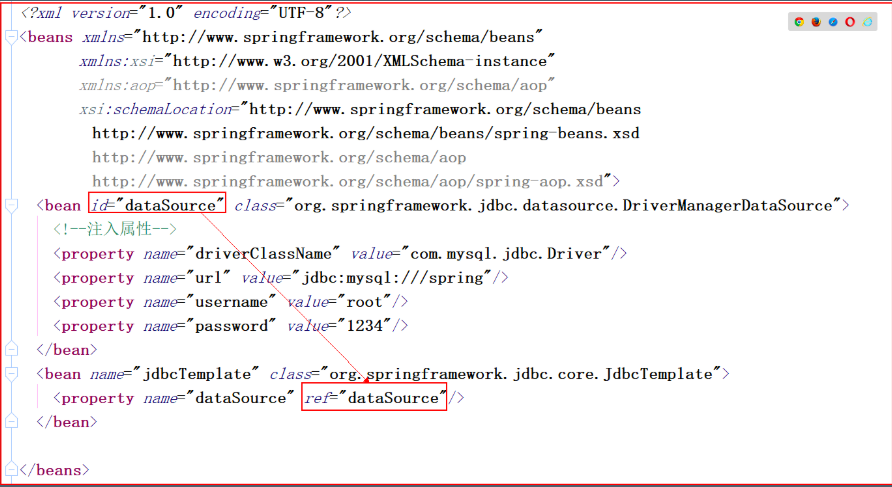 <?xml version="1.0" encoding="UTF-8"?>
<beans xmlns="http://www.springframework.org/schema/beans"
xmlns:xsi="http://www.w3.org/2001/XMLSchema-instance"
xmlns:aop="http://www.springframework.org/schema/aop"
xsi:schemaLocation="http://www.springframework.org/schema/beans
http://www.springframework.org/schema/beans/spring-beans.xsd
http://www.springframework.org/schema/aop
http://www.springframework.org/schema/aop/spring-aop.xsd">
<bean id="dataSource" class="org.springframework.jdbc.datasource.DriverManagerDataSource">
<!--注入属性-->
<property name="driverClassName" value="com.mysql.jdbc.Driver"/>
<property name="url" value="jdbc:mysql:///spring"/>
<property name="username" value="root"/>
<property name="password" value="1234"/>
</bean>
<bean name="jdbcTemplate" class="org.springframework.jdbc.core.JdbcTemplate">
<property name="dataSource" ref="dataSource"/>
</bean>
</beans>